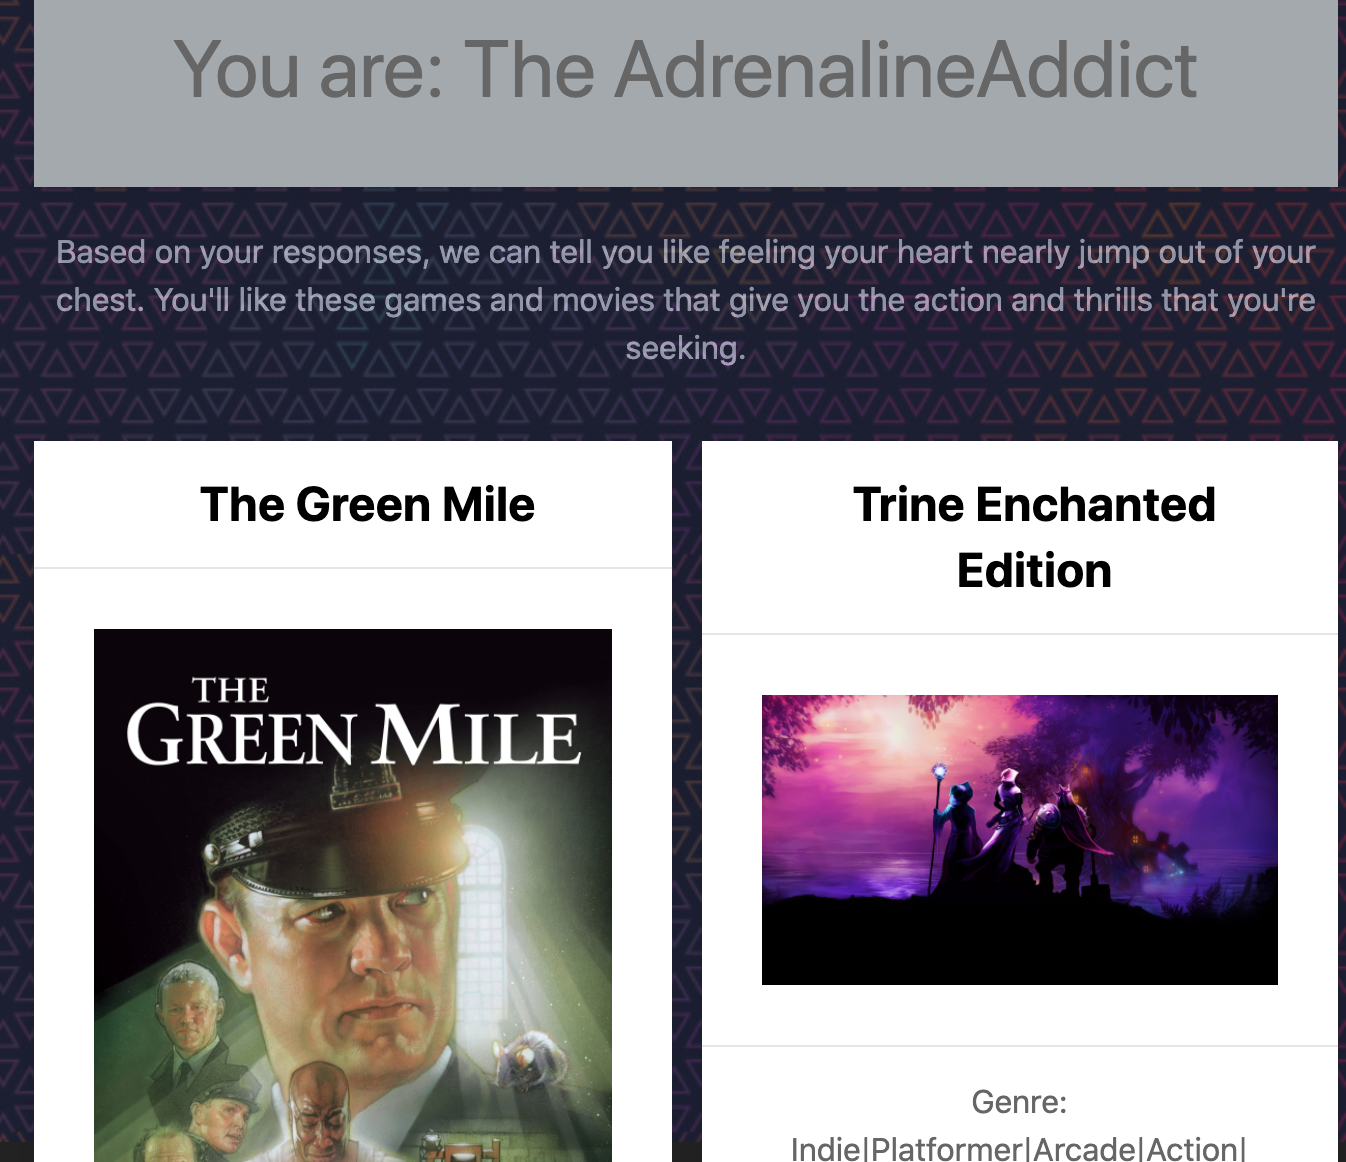 You are: The AdrenalineAddict
Based on your responses, we can tell you like feeling your heart nearly jump out of your
chest. You'll like these games and movies that give you the action and thrills that you're
seeking.
The Green Mile
THE
GREEN MILE
Trine Enchanted
Edition
Genre:
Indie|Platformer|Arcade|Action|